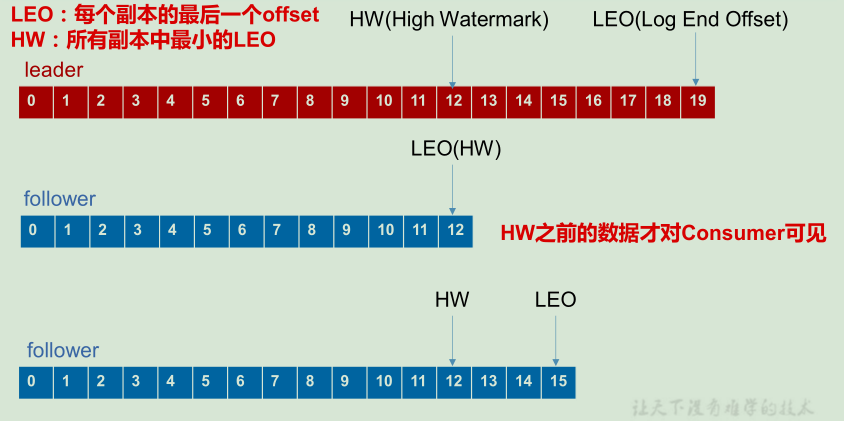 LEO：每个副本的最后一个offset
HW：所有副本中最小的LEO
HW(High Watermark)
LEO(Log End Offset)
leader
0 1 2 3 4 5 6 7 8 9 10 11 12 13 14 15 16 17 18 19
LEO(HW)
follower
0 1 2 3 4 5 6 7 8 9 10 11 12
HW之前的数据才对Consumer可见
HW
LEO
follower
0 1 2 3 4 5 6 7 8 9 10 11 12 13 14 15
让天下没有难学的技术